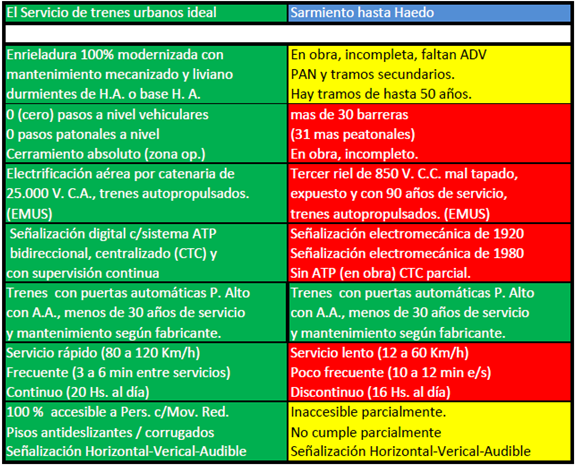 El Servicio de trenes urbanos ideal
Sarmiento hasta Haedo
Enrieladura 100% modernizada con
mantenimiento mecanizado y liviano
durmientes de H.A. o base H. A.
En obra, incompleta, faltan ADV
PAN y tramos secundarios.
Hay tramos de hasta 50 años.
0 (cero) pasos a nivel vehiculares
0 pasos patonales a nivel
Cerramiento absoluto (zona op.)
mas de 30 barreras
(31 mas peatonales)
En obra, incompleto.
Electrificación aérea por catenaria de
25.000 V. C.A., trenes autopropulsados.
(EMUS)
Tercer riel de 850 V. C.C. mal tapado,
expuesto y con 90 años de servicio,
trenes autopropulsados. (EMUS)
Señalización digital c/sistema ATP
bidireccional, centralizado (CTC) y
con supervisión continua
Señalización electromecánica de 1920
Señalización electromecánica de 1980
Sin ATP (en obra) CTC parcial.
Trenes con puertas automáticas P. Alto
con A.A., menos de 30 años de servicio
y mantenimiento según fabricante.
Trenes con puertas automáticas P. Alto
con A.A., menos de 30 años de servicio
y mantenimiento según fabricante.
Servicio rápido (80 a 120 Km/h)
Frecuente (3 a 6 min entre servicios)
Continuo (20 Hs. al día)
Servicio lento (12 a 60 Km/h)
Poco frecuente (10 a 12 min e/s)
Discontinuo (16 Hs. al día)
100 % accesible a Pers. c/Mov. Red.
Pisos antideslizantes / corrugados
Señalización Horizontal-Verical-Audible
Inaccesible parcialmente.
No cumple parcialmente
Señalización Horizontal-Verical-Audible